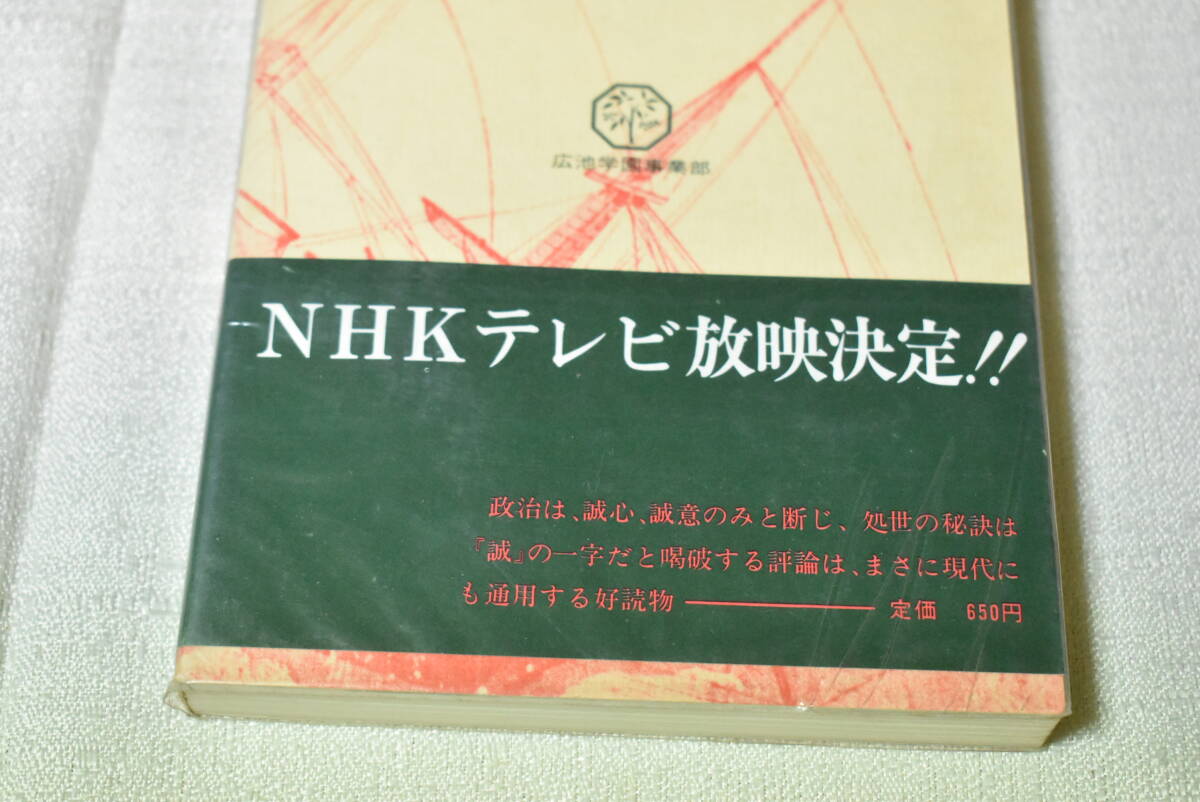 広池学園事業部
NHKテレビ放映決定!!
政治は、誠心、誠意のみと断じ、処世の秘訣は
『誠』の一字だと喝破する評論は、まさに現代に
も通用する好読物――― 定価 650円